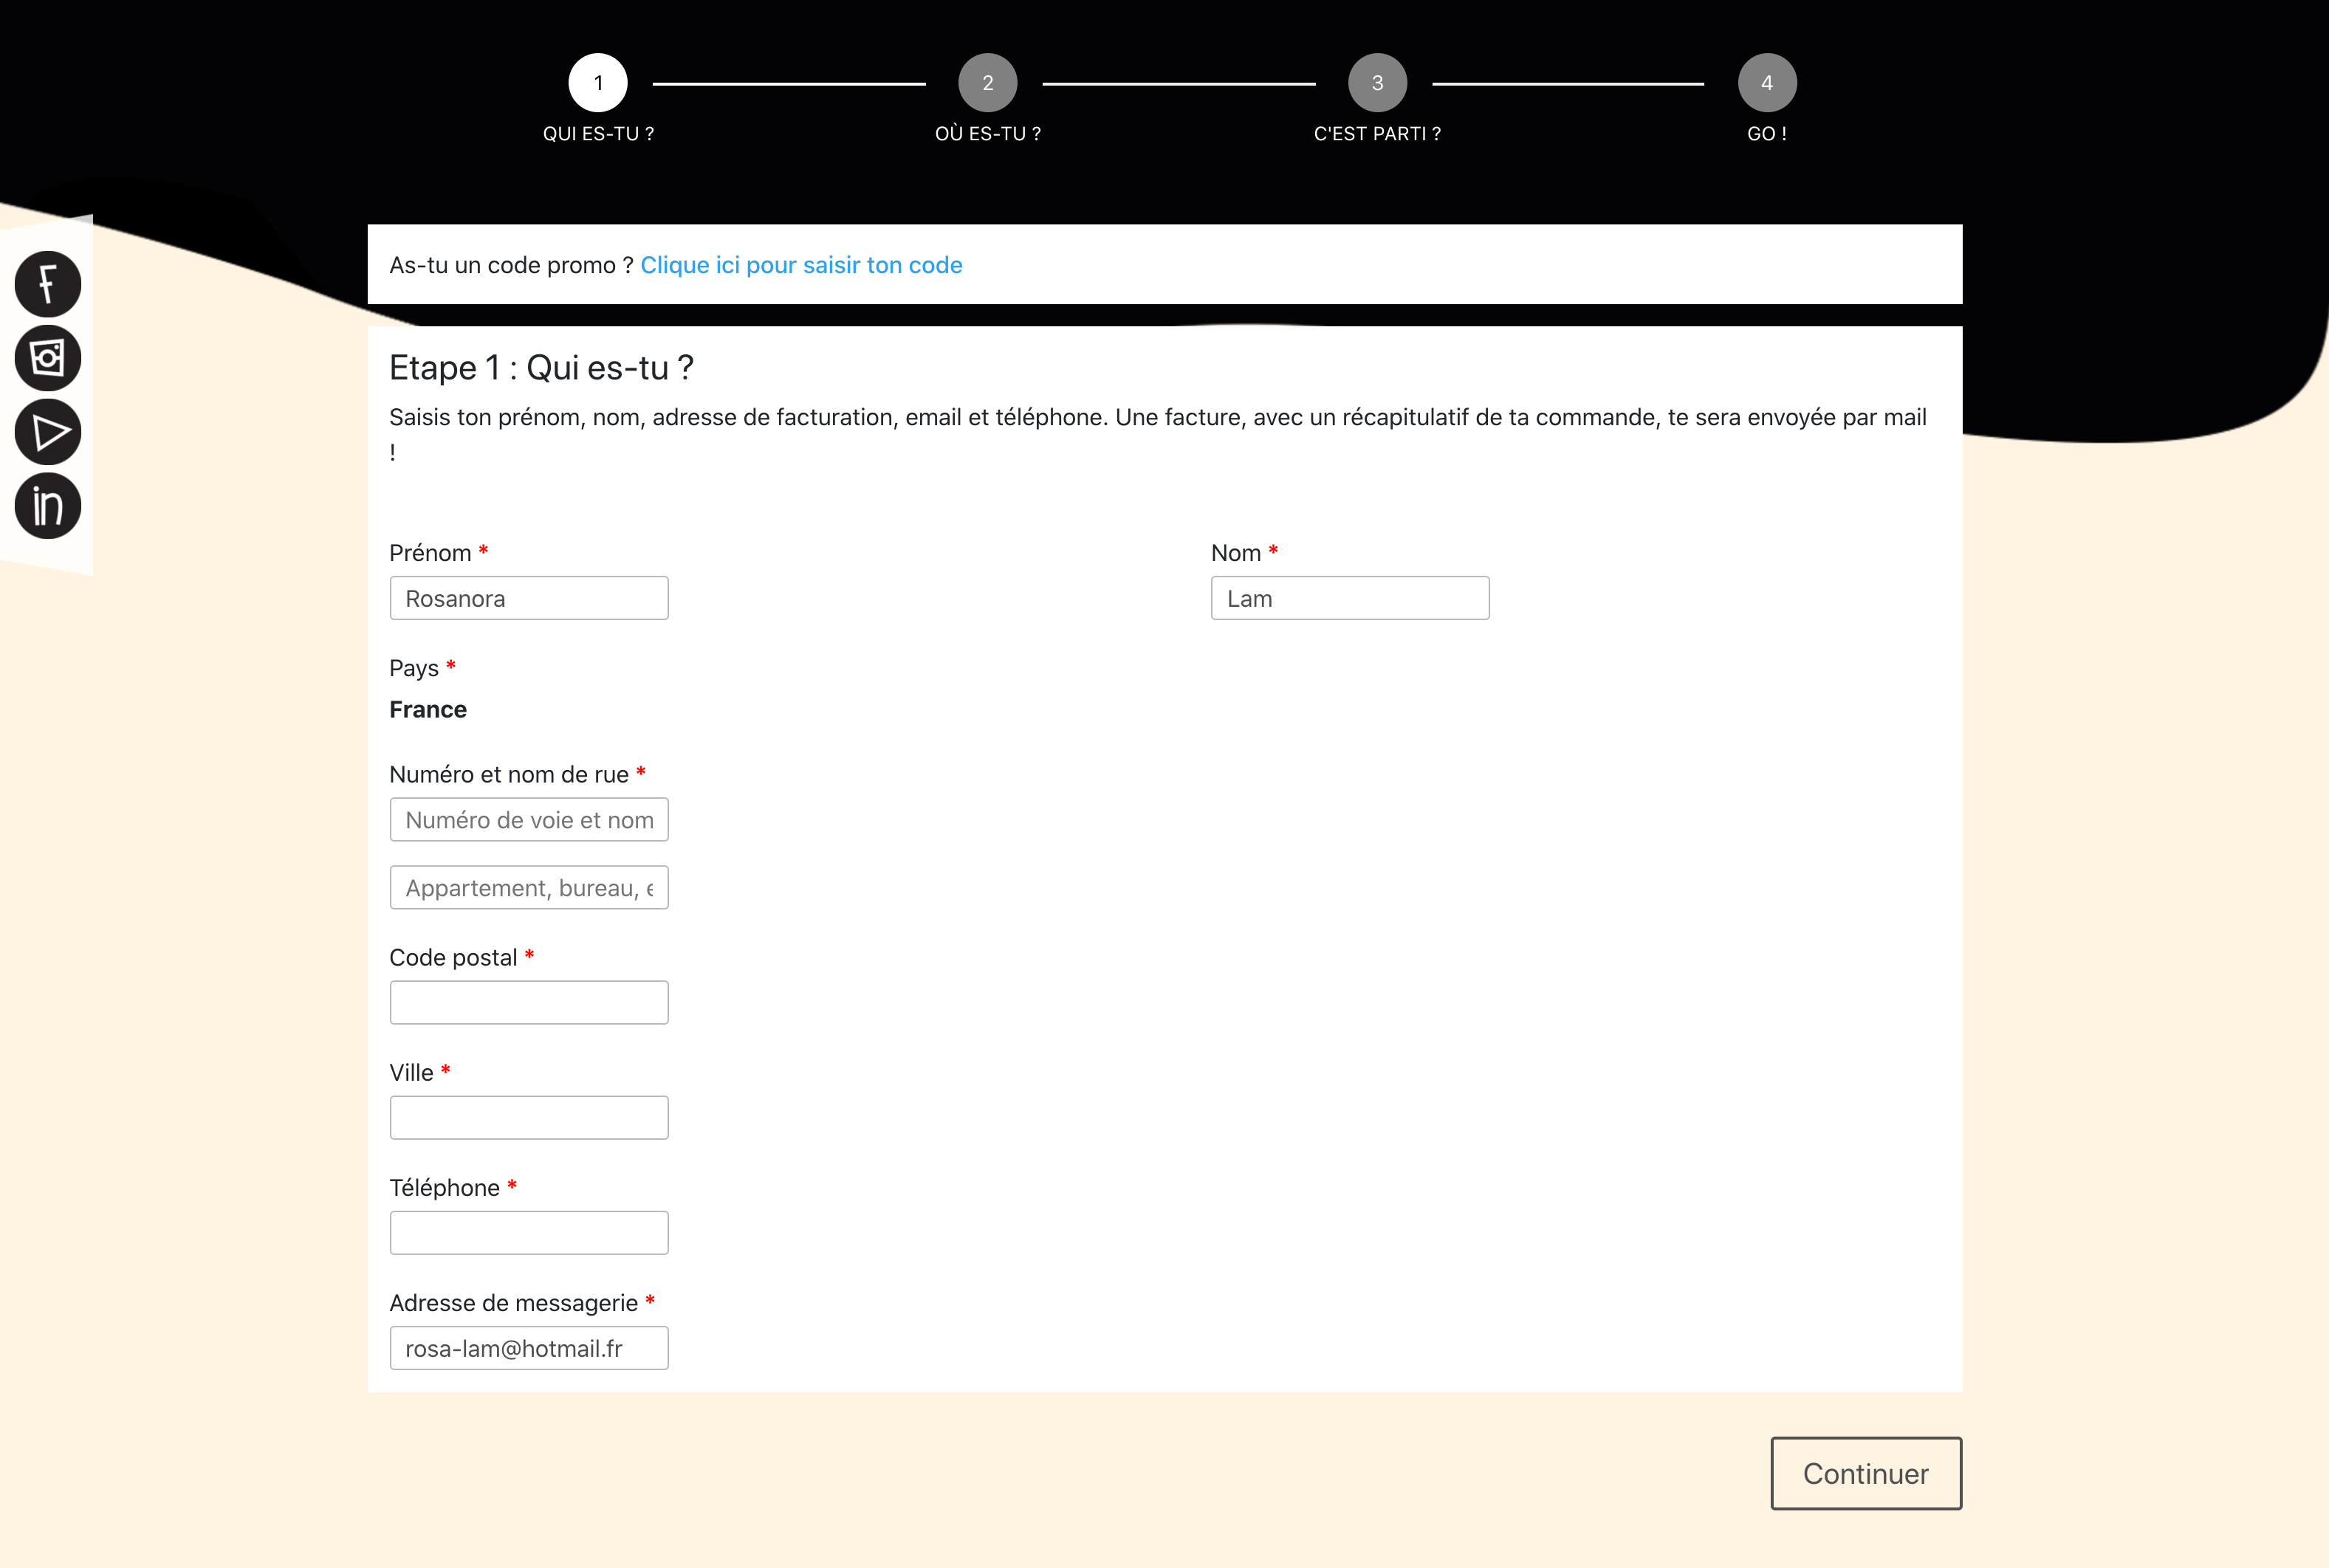 1
2
3
4
QUI ES-TU ?
OÙ ES-TU ?
C'EST PARTI ?
GO !
As-tu un code promo ? Clique ici pour saisir ton code
Etape 1 : Qui es-tu ?
Saisis ton prénom, nom, adresse de facturation, email et téléphone. Une facture, avec un récapitulatif de ta commande, te sera envoyée par mail
!
Prénom *
Nom *
Rosanora
Lam
Pays *
France
Numéro et nom de rue *
Numéro de voie et nom
Appartement, bureau,
Code postal *
Ville *
Téléphone *
Adresse de messagerie *
rosa-lam@hotmail.fr
Continuer
in